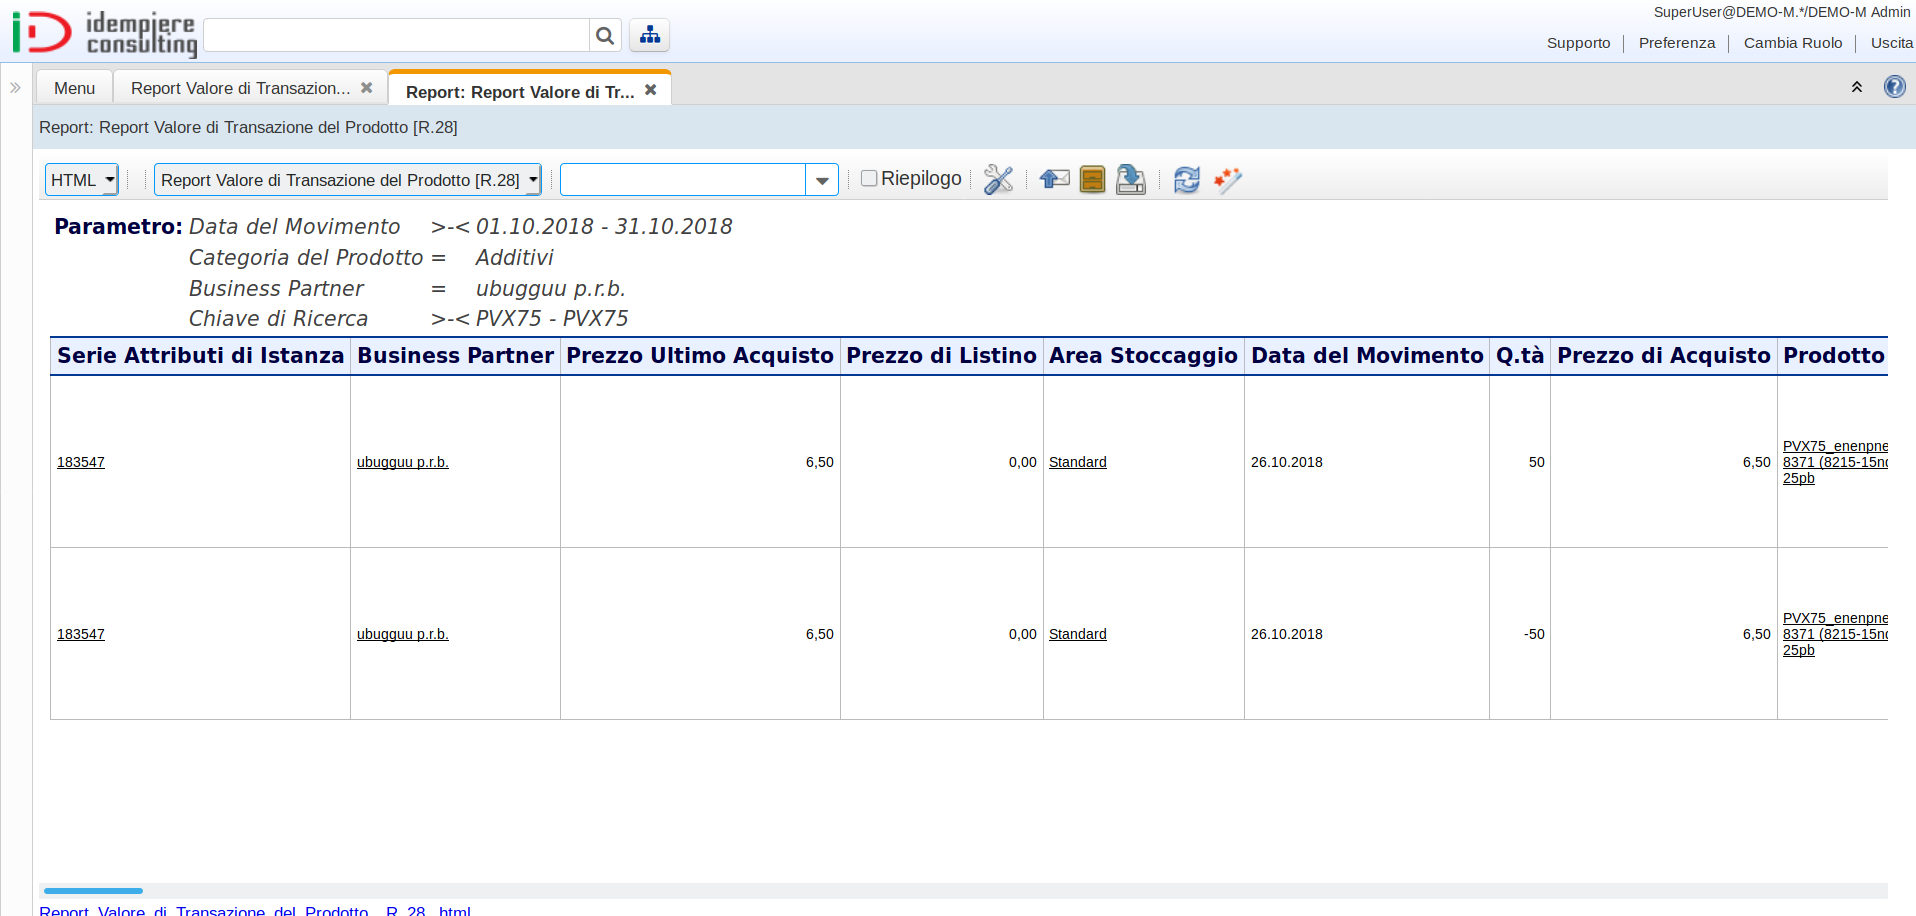 idempiere
consulting
SuperUser@DEMO-M.*/DEMO-M Admin
Supporto Preferenza Cambia Ruolo Uscita
Menu Report Valore di Transazion... Report: Report Valore di Tr...
Report: Report Valore di Transazione del Prodotto [R.28]
HTML Report Valore di Transazione del Prodotto [R.28] Riepilogo
Parametro: Data del Movimento >-< 01.10.2018 - 31.10.2018
Categoria del Prodotto = Additivi
Business Partner = ubugguu p.r.b.
Chiave di Ricerca >-< PVX75 - PVX75
Serie Attributi di Istanza Business Partner Prezzo Ultimo Acquisto Prezzo di Listino Area Stoccaggio Data del Movimento Q.tà Prezzo di Acquisto Prodotto
183547 ubugguu p.r.b. 6,50 0,00 Standard 26.10.2018 50 6,50 PVX75_enenpne
8371 (8215-15no
25pb
183547 ubugguu p.r.b. 6,50 0,00 Standard 26.10.2018 -50 6,50 PVX75_enenpne
8371 (8215-15no
25pb
Report_Valore_di_Transazione_del_Prodotto__R_28_.html